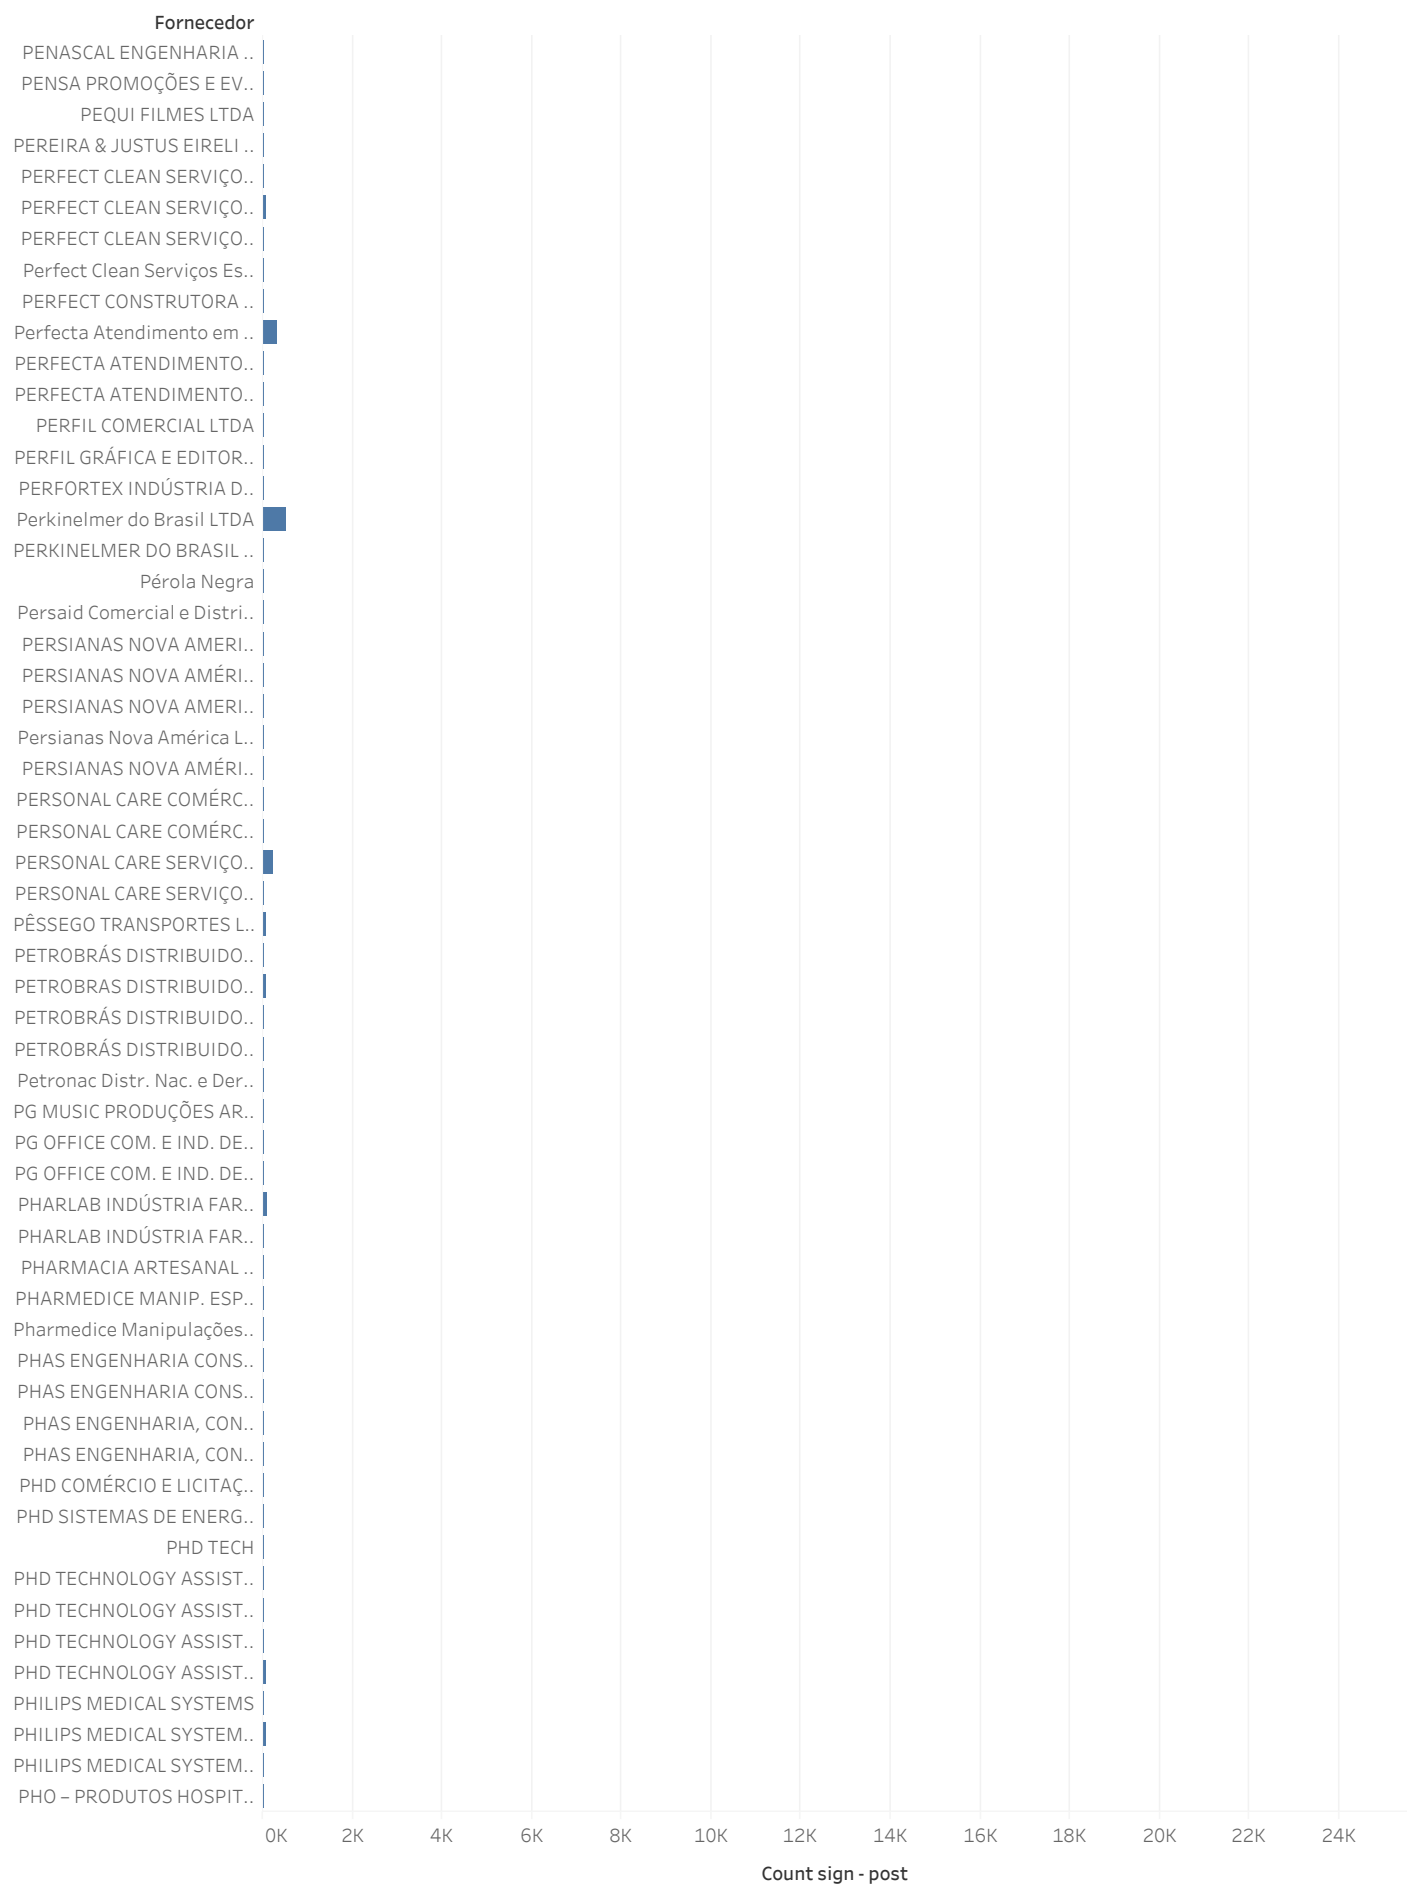 Fornecedor
PENASCAL ENGENHARIA ..
PENSA PROMOÇÕES E EV..
PEQUI FILMES LTDA
PEREIRA & JUSTUS EIRELI ..
PERFECT CLEAN SERVIÇO..
PERFECT CLEAN SERVIÇO..
PERFECT CLEAN SERVIÇO..
Perfect Clean Serviços Es..
PERFECT CONSTRUTORA ..
Perfecta Atendimento em ..
PERFECTA ATENDIMENTO..
PERFECTA ATENDIMENTO..
PERFIL COMERCIAL LTDA
PERFIL GRÁFICA E EDITOR..
PERFORTEX INDÚSTRIA D..
Perkinelmer do Brasil LTDA
PERKINELMER DO BRASIL ..
Pérola Negra
Persaid Comercial e Distri..
PERSIANAS NOVA AMERI..
PERSIANAS NOVA AMÉRI..
PERSIANAS NOVA AMERI..
Persianas Nova América L..
PERSIANAS NOVA AMÉRI..
PERSONAL CARE COMÉRC..
PERSONAL CARE COMÉRC..
PERSONAL CARE SERVIÇO..
PERSONAL CARE SERVIÇO..
PÊSSEGO TRANSPORTES L..
PETROBRÁS DISTRIBUIDO..
PETROBRAS DISTRIBUIDO..
PETROBRÁS DISTRIBUIDO..
PETROBRÁS DISTRIBUIDO..
Petronac Distr. Nac. e Der..
PG MUSIC PRODUÇÕES AR..
PG OFFICE COM. E IND. DE..
PG OFFICE COM. E IND. DE..
PHARLAB INDÚSTRIA FAR..
PHARLAB INDÚSTRIA FAR..
PHARMACIA ARTESANAL ..
PHARMEDICE MANIP. ESP..
Pharmedice Manipulações..
PHAS ENGENHARIA CONS..
PHAS ENGENHARIA CONS..
PHAS ENGENHARIA, CON..
PHAS ENGENHARIA, CON..
PHD COMÉRCIO E LICITAÇ..
PHD SISTEMAS DE ENERG..
PHD TECH
PHD TECHNOLOGY ASSIST..
PHD TECHNOLOGY ASSIST..
PHD TECHNOLOGY ASSIST..
PHD TECHNOLOGY ASSIST..
PHILIPS MEDICAL SYSTEMS
PHILIPS MEDICAL SYSTEM..
PHILIPS MEDICAL SYSTEM..
PHO – PRODUTOS HOSPIT..
0K 2K 4K 6K 8K 10K 12K 14K 16K 18K 20K 22K 24K
Count sign - post